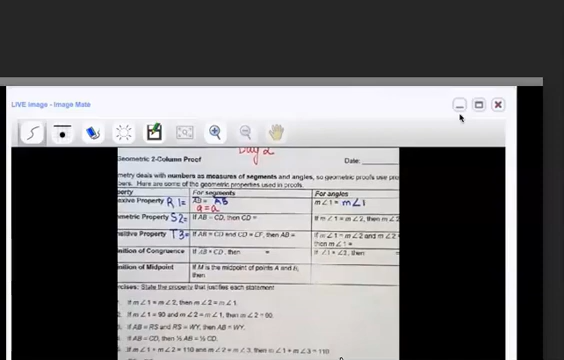 LIVE image - Image Mate
Day 2
Geometric 2-Column Proof Date:
metry deals with numbers as measures of segments and angles, so geometric proofs use pro
bers. Here are some of the geometric properties used in proofs.
perty For segments For angles
exive Property R 1= AB = AB m∠1 = m∠1
a = a
metric Property S 2= If AB = CD, then CD = If m∠1 = m∠2, then m∠2
nsitive Property T 3= If AB = CD and CD = EF, then AB = If m∠1 = m∠2 and m∠2
then m∠1 =
inition of Congruence If AB = CD, then = If ∠1 = ∠2, then =
inition of Midpoint If M is the midpoint of points A and B,
then
rcises: State the property that justifies each statement
If m∠1 = m∠2, then m∠2 = m∠1
2. If m∠1 = 90 and m∠2 = m∠1, then m∠2 = 90.
If AB = RS and RS = WY, then AB = WY.
If AB = CD, then ½ AB = ½ CD.
If m∠1 + m∠2 = 110 and m∠2 = m∠3, then m∠1 + m∠3 = 110